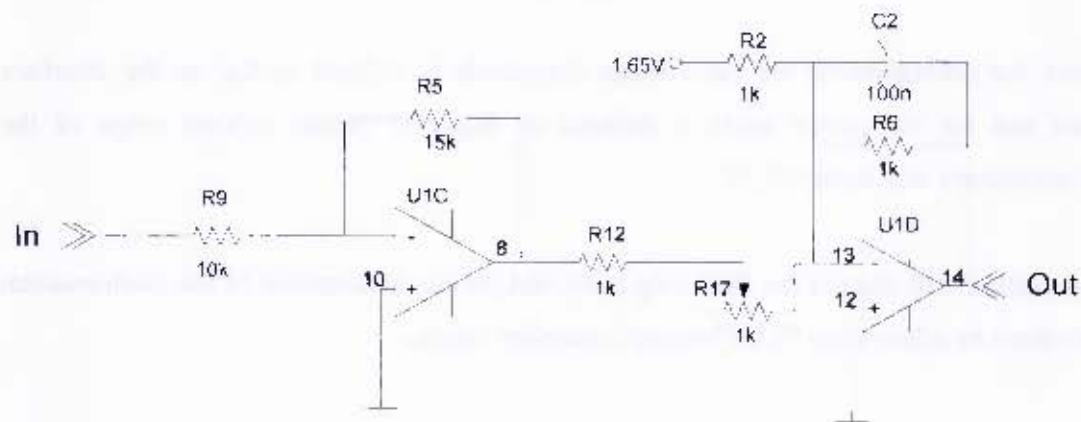 C2
1.65V
R2
1k
100n
R6
1k
R5
15k
R9
10k
In
U1C
-
10
+
8
R12
1k
R17
1k
U1D
13
-
12
+
14
Out